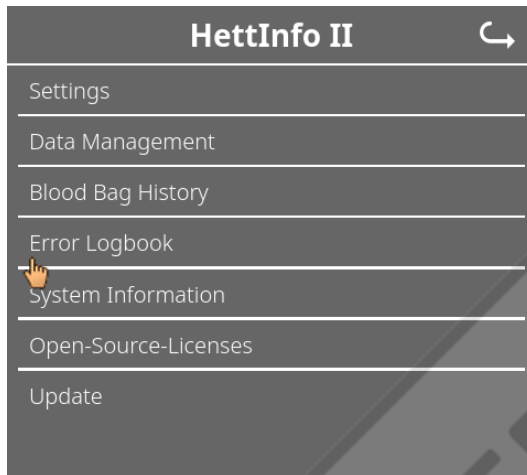 HettInfo II
Settings
Data Management
Blood Bag History
Error Logbook
System Information
Open-Source-Licenses
Update